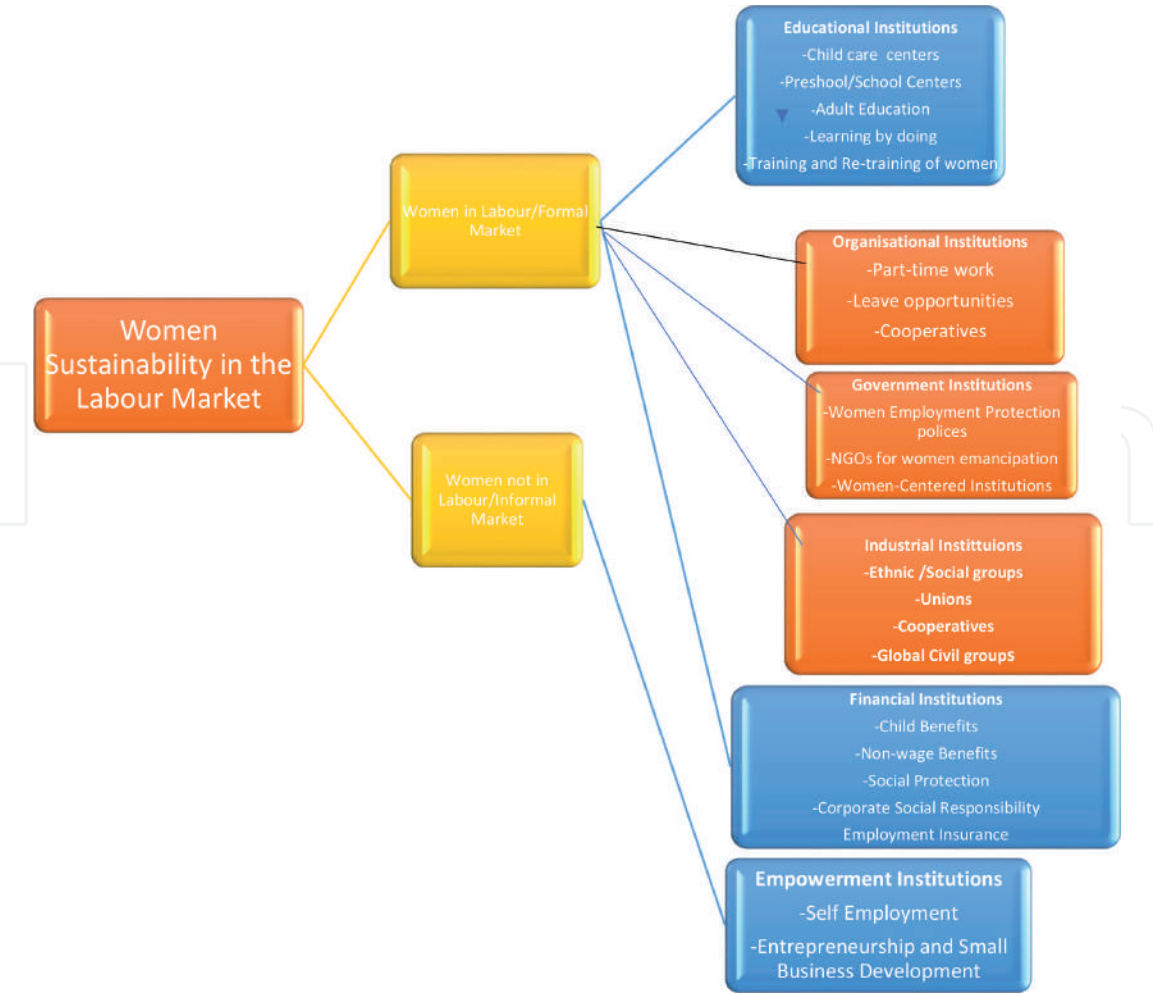 Women
Sustainability in the
Labour Market
Women in Labour/Formal
Market
Women not in
Labour/Informal
Market
Educational Institutions
-Child care centers
-Preshool/School Centers
-Adult Education
-Learning by doing
-Training and Re-training of women
Organisational Institutions
-Part-time work
-Leave opportunities
-Cooperatives
Government Institutions
-Women Employment Protection
polices
-NGOs for women emancipation
-Women-Centered Institutions
Industrial Instittuions
-Ethnic /Social groups
-Unions
-Cooperatives
-Global Civil groups
Financial Institutions
-Child Benefits
-Non-wage Benefits
-Social Protection
-Corporate Social Responsibility
Employment Insurance
Empowerment Institutions
-Self Employment
-Entrepreneurship and Small
Business Development